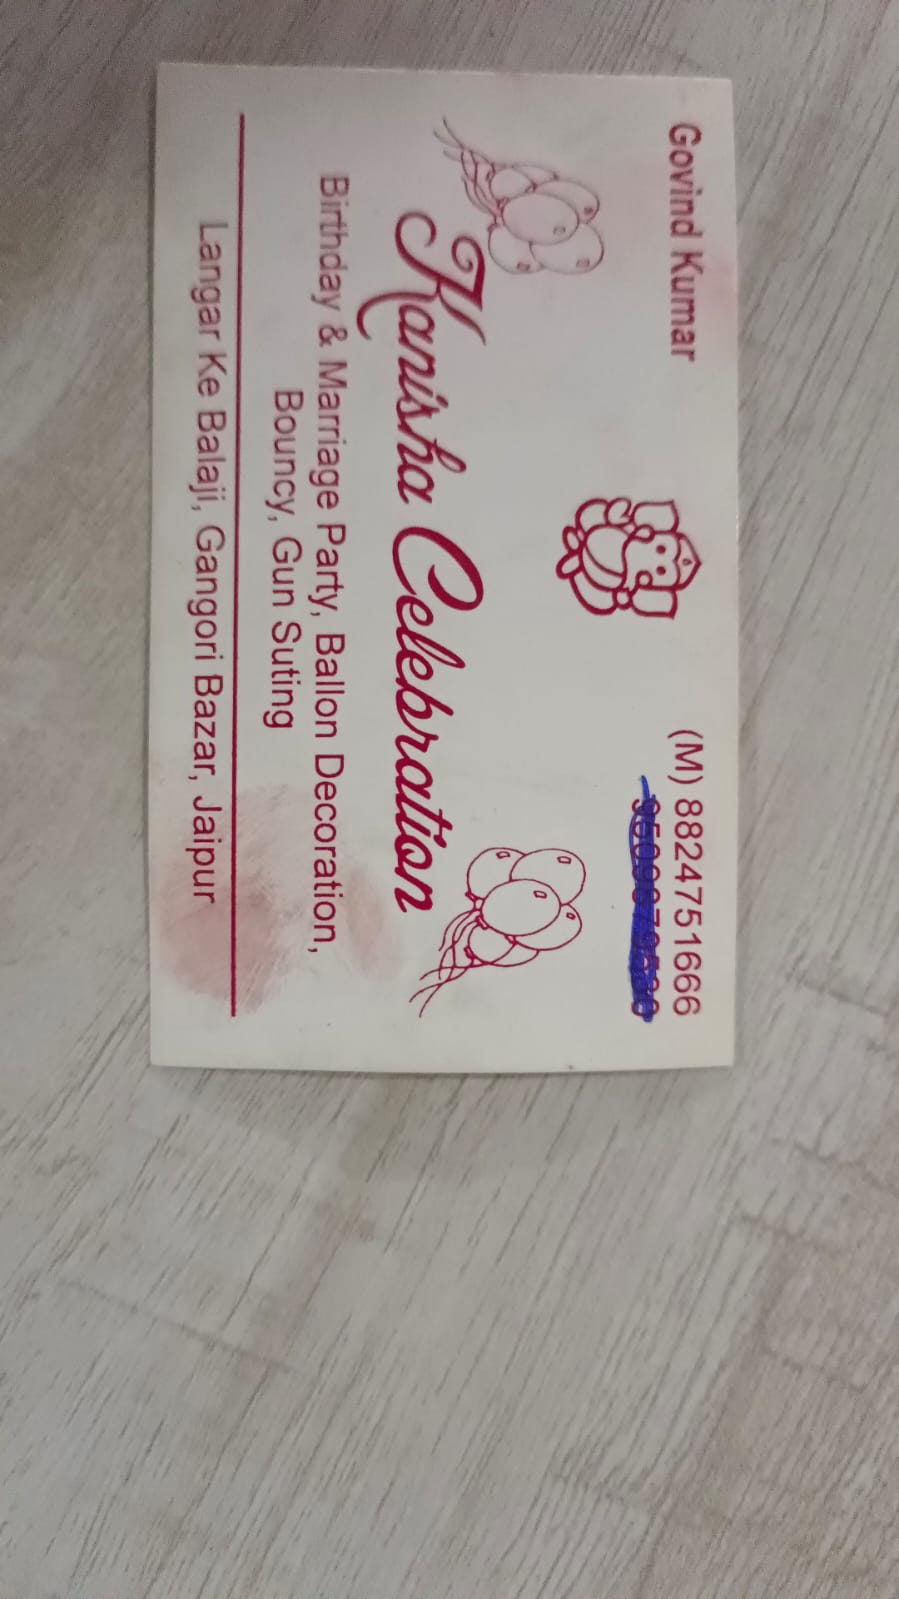 Govind Kumar
(M) 8824751666
Kanisha Celebration
Birthday & Marriage Party, Ballon Decoration,
Bouncy, Gun Suting
Langar Ke Balaji, Gangori Bazar, Jaipur